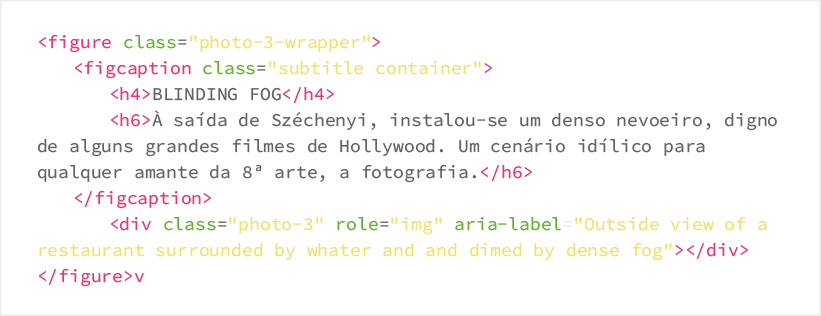 <figure class="photo-3-wrapper">
<figcaption class="subtitle container">
<h4>BLINDING FOG</h4>
<h6>À saída de Széchenyi, instalou-se um denso nevoeiro, digno
de alguns grandes filmes de Hollywood. Um cenário idílico para
qualquer amante da 8ª arte, a fotografia.</h6>
</figcaption>
<div class="photo-3" role="img" aria-label="Outside view of a
restaurant surrounded by whater and and dimed by dense fog"></div>
</figure>v